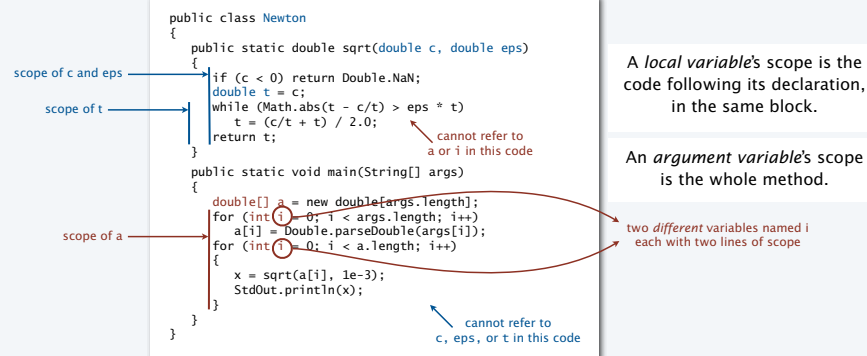 public class Newton
{
public static double sqrt(double c, double eps)
{
if (c < 0) return Double.NaN;
double t = c;
while (Math.abs(t - c/t) > eps * t)
t = (c/t + t) / 2.0;
return t;
}
public static void main(String[] args)
{
double[] a = new double[args.length];
for (int i = 0; i < args.length; i++)
a[i] = Double.parseDouble(args[i]);
for (int i = 0; i < a.length; i++)
{
x = sqrt(a[i], 1e-3);
StdOut.println(x);
}
}
}
scope of c and eps
scope of t
cannot refer to
a or i in this code
scope of a
cannot refer to
c, eps, or t in this code
A local variable's scope is the
code following its declaration,
in the same block.
An argument variable's scope
is the whole method.
two different variables named i
each with two lines of scope